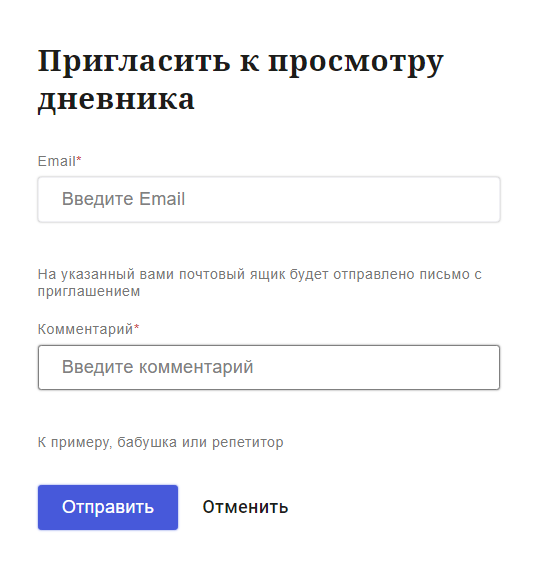 Пригласить к просмотру
дневника
Email*
Введите Email
На указанный вами почтовый ящик будет отправлено письмо с
приглашением
Комментарий*
Введите комментарий
К примеру, бабушка или репетитор
Отправить Отменить